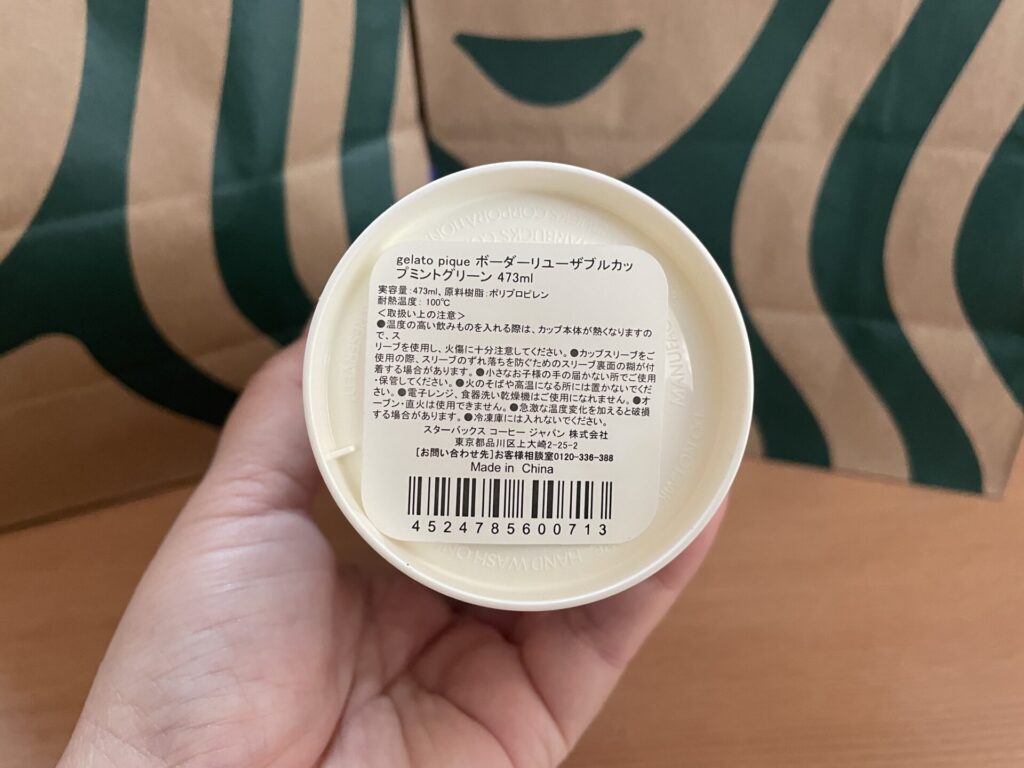 gelato pique ボーダーリユーザブルカッ
プミントグリーン 473ml
実容量:473ml、原料樹脂:ポリプロピレン
耐熱温度: 100℃
<取扱い上の注意>
●温度の高い飲みものを入れる際は、カップ本体が熱くなりますの
で、ス
リーブを使用し、火傷に十分注意してください。●カップスリーブをご
使用の際、スリーブのずれ落ちを防ぐためのスリーブ裏面の糊が付
着する場合があります。●小さなお子様の手の届かない所でご使用
・保管してください。●火のそばや高温になる所には置かないでくだ
さい。●電子レンジ、食器洗い乾燥機はご使用になれません。●オ
ーブン・直火は使用できません。●急激な温度変化を加えると破損
する場合があります。●冷凍庫には入れないでください。
スターバックス コーヒー ジャパン 株式会社
東京都品川区上大崎2-25-2
[お問い合わせ先]お客様相談室0120-336-388
Made in China
4524785600713
HAND WASH ON